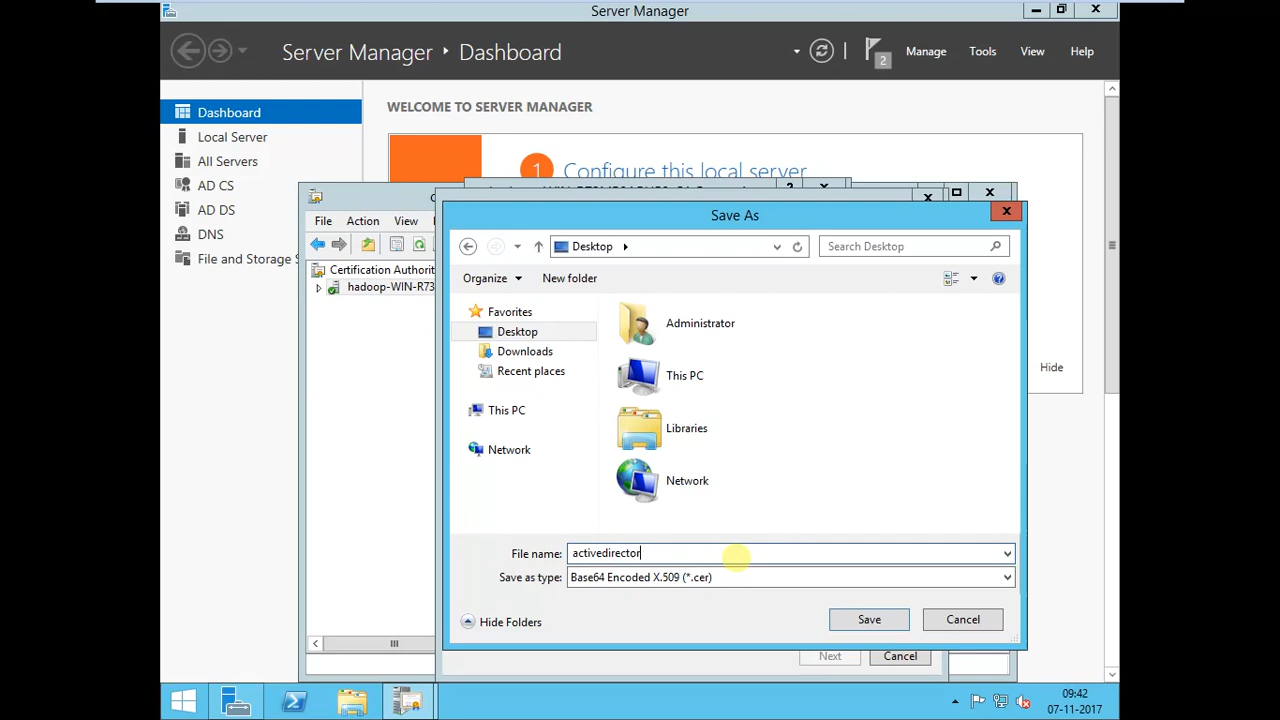 Server Manager
Server Manager ‣ Dashboard
2
Manage
Tools
View
Help
Dashboard
Local Server
All Servers
AD CS
AD DS
DNS
File and Storage S
WELCOME TO SERVER MANAGER
1
Configure this local server
Hide
File
Action
View
Certification Authorit
hadoop-WIN-R73
Save As
Desktop
Search Desktop
Organize
New folder
Favorites
Desktop
Downloads
Recent places
This PC
Network
Administrator
This PC
Libraries
Network
File name:
activedirector
Save as type:
Base64 Encoded X.509 (*.cer)
Hide Folders
Save
Cancel
Next
Cancel
09:42
07-11-2017